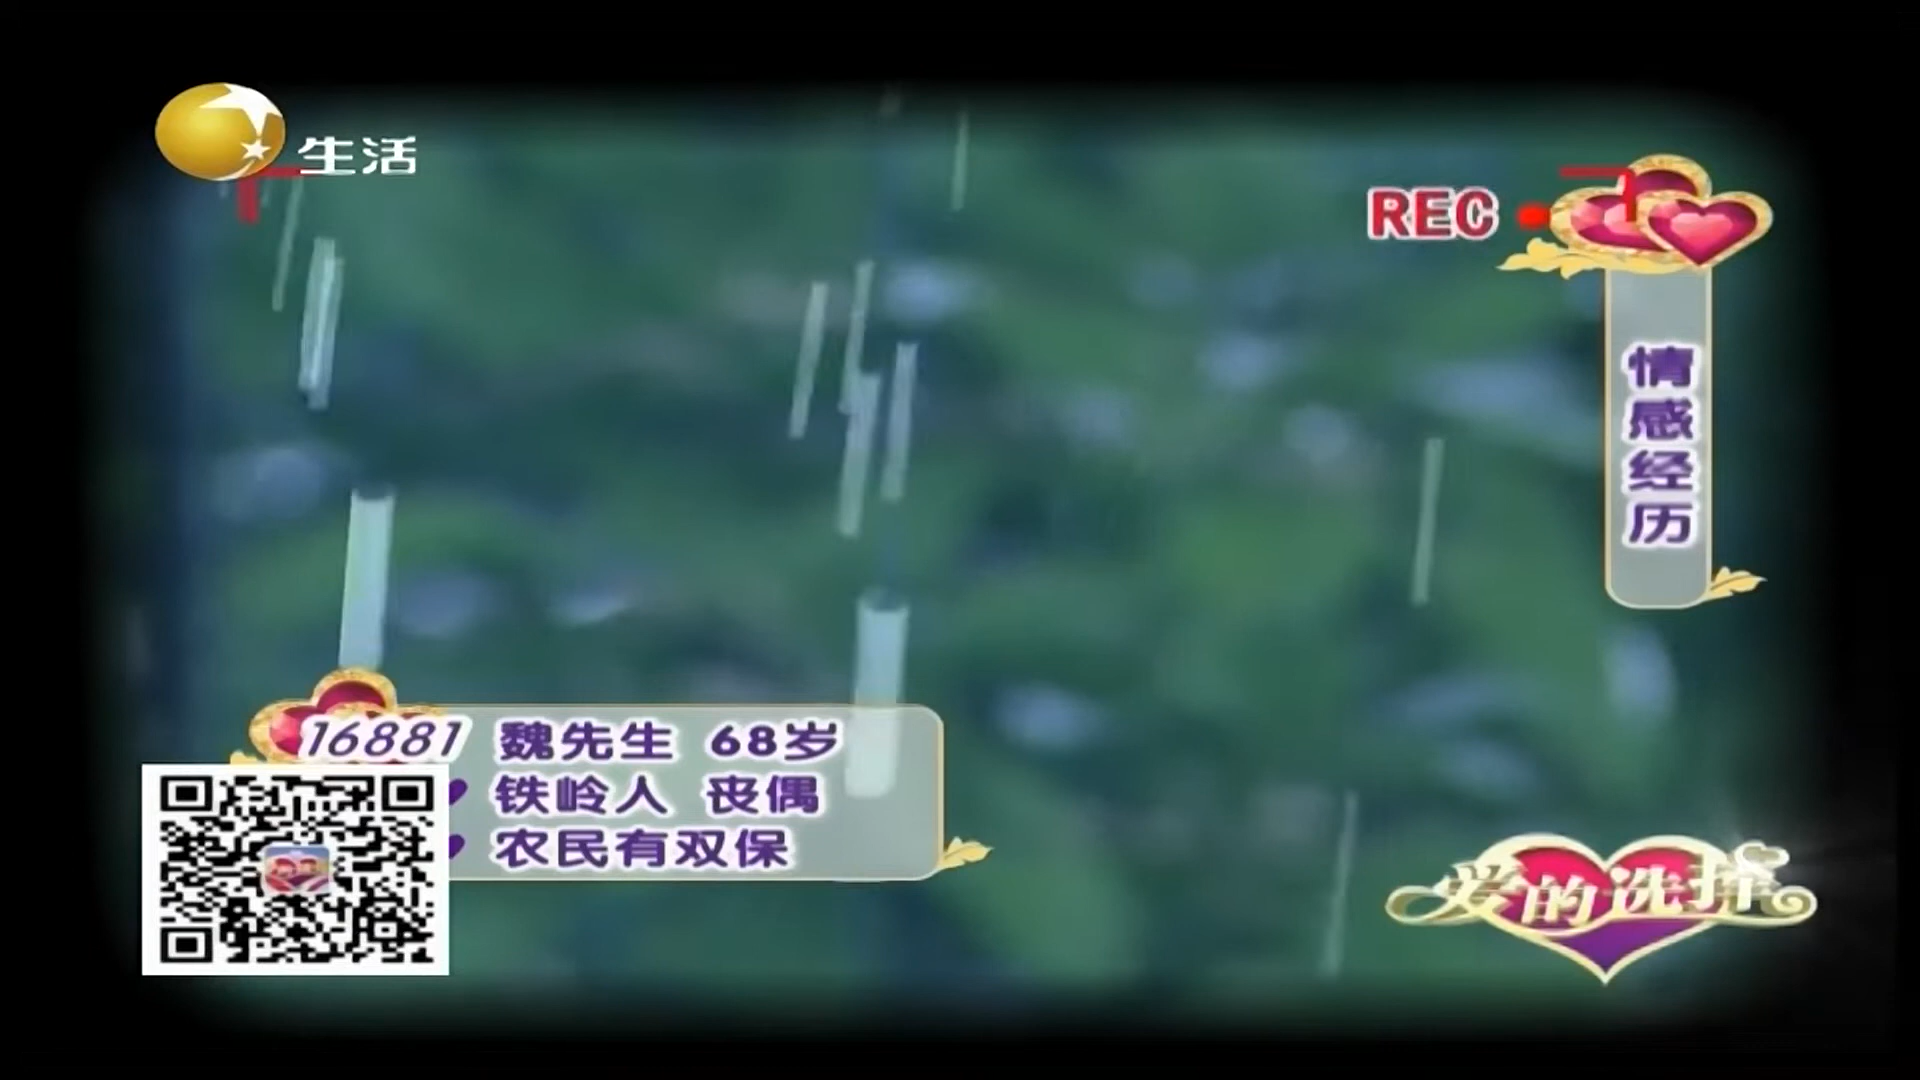 生活
REC
情感经历
16881 魏先生 68岁
铁岭人 丧偶
农民有双保
爱的选择